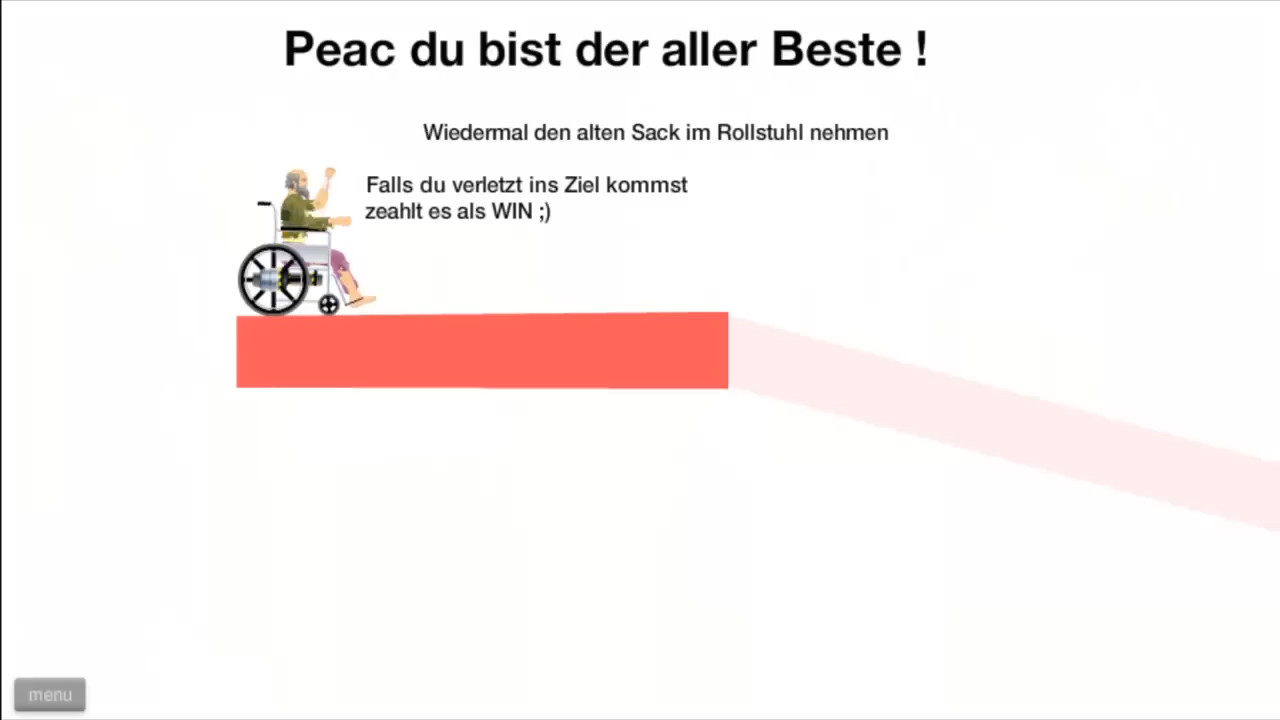 Peac du bist der aller Beste !
Wiedermal den alten Sack im Rollstuhl nehmen
Falls du verletzt ins Ziel kommst
zeahlt es als WIN ;)
menu